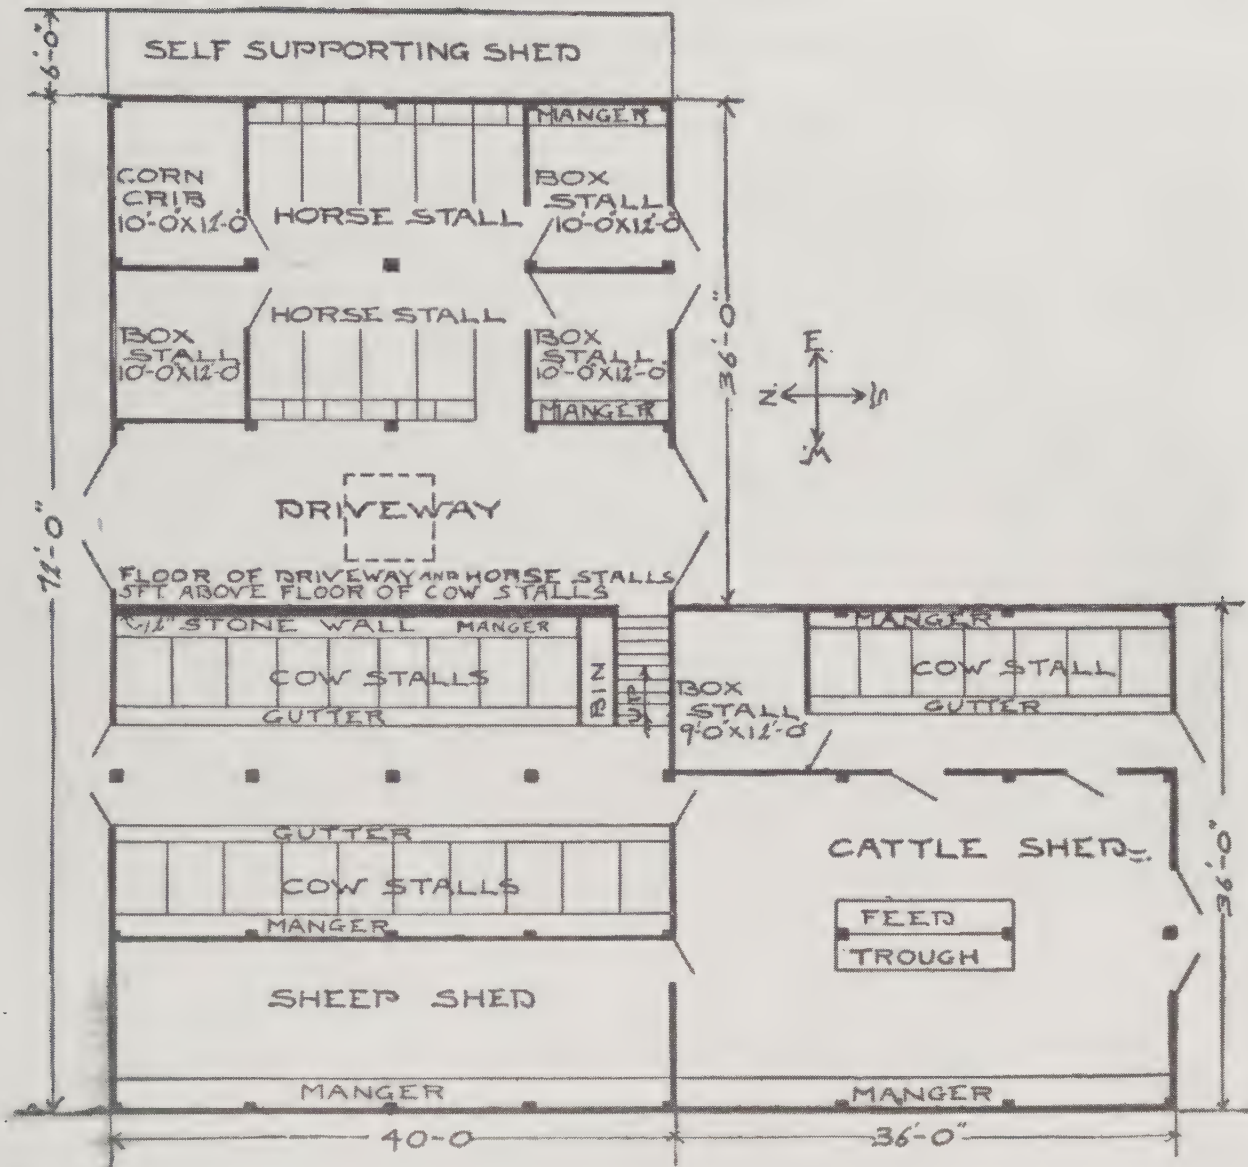 6'-0"
SELF SUPPORTING SHED
MANGER
CORN
CRIB
10'-0"X12'-0"
HORSE STALL
BOX
STALL
10'-0"X12'-0"
HORSE STALL
BOX
STALL
10'-0"X12'-0"
BOX
STALL
10'-0"X12'-0"
MANGER
36'-0"
E
N
S
W
72'-0"
DRIVEWAY
FLOOR OF DRIVEWAY AND HORSE STALLS
5FT ABOVE FLOOR OF COW STALLS
STONE WALL
MANGER
COW STALLS
GUTTER
BIN
UP
BOX
STALL
9'-0"X12'-0"
MANGER
COW STALL
GUTTER
GUTTER
COW STALLS
MANGER
CATTLE SHED
FEED
TROUGH
36'-0"
SHEEP SHED
MANGER
MANGER
40-0
36'-0"